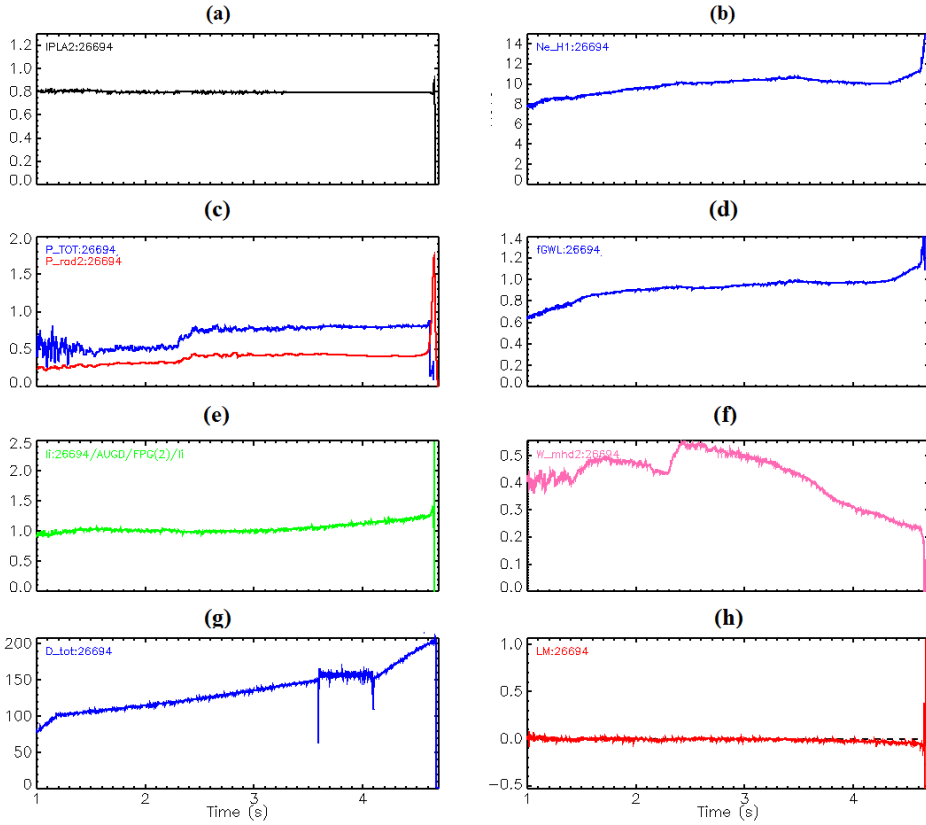 (a)
IPLA2:26694
1.2
1.0
0.8
0.6
0.4
0.2
0.0
(b)
Ne_H1:26694
14
12
10
8
6
4
2
0
(c)
P_TOT:26694
P_rad2:26694
2.0
1.5
1.0
0.5
0.0
(d)
fGWL:26694
1.4
1.2
1.0
0.8
0.6
0.4
0.2
0.0
(e)
li:26694/AUGD/FPG(2)/li
2.5
2.0
1.5
1.0
0.5
0.0
(f)
W_mhd2:26694
0.5
0.4
0.3
0.2
0.1
0.0
(g)
D_tot:26694
200
150
100
50
0
1 2 3 4
Time (s)
(h)
LM:26694
1.0
0.5
0.0
−0.5
1 2 3 4
Time (s)